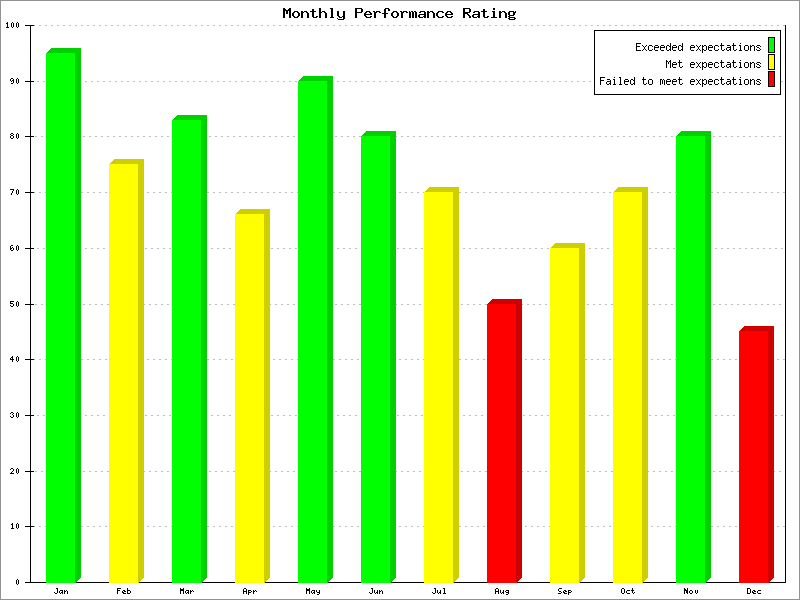 Monthly Performance Rating
Exceeded expectations
Met expectations
Failed to meet expectations
100
90
80
70
60
50
40
30
20
10
0
Jan Feb Mar Apr May Jun Jul Aug Sep Oct Nov Dec